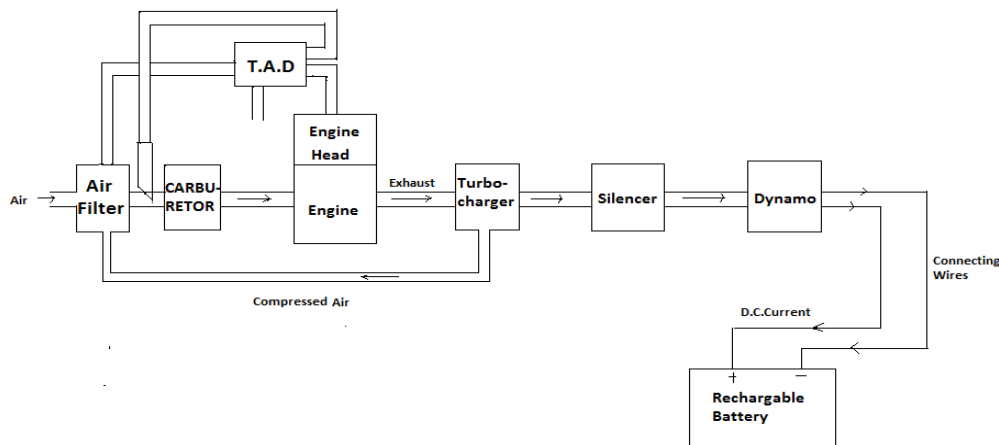 T.A.D
Engine
Head
Air
Air
Filter
CARBU-
RETOR
Engine
Exhaust
Turbo-
charger
Silencer
Dynamo
Compressed Air
Connecting
Wires
D.C.Current
+ −
Rechargable
Battery